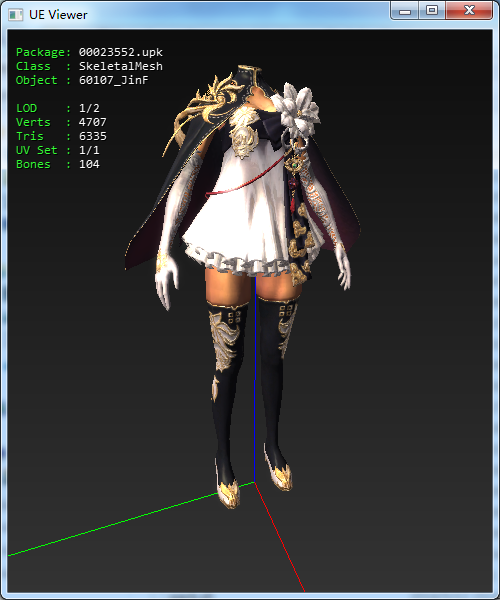 UE Viewer
Package: 00023552.upk
Class  : SkeletalMesh
Object : 60107_JinF
LOD    : 1/2
Verts  : 4707
Tris   : 6335
UV Set : 1/1
Bones  : 104